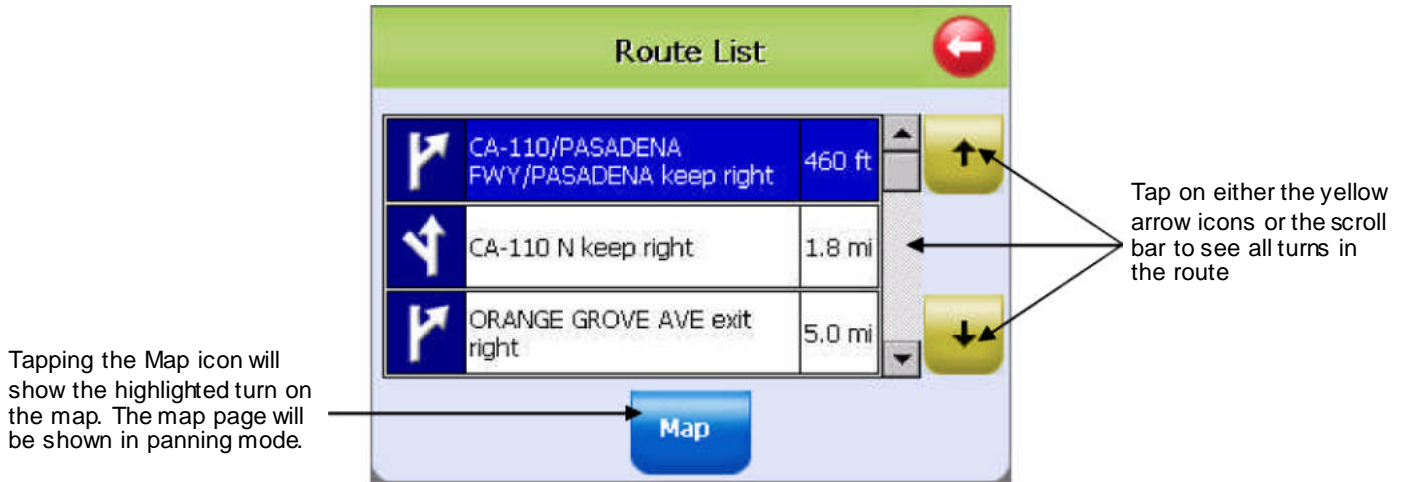 Route List
CA-110/PASADENA
FWY/PASADENA keep right
460 ft
CA-110 N keep right
1.8 mi
ORANGE GROVE AVE exit
right
5.0 mi
Map
Tap on either the yellow
arrow icons or the scroll
bar to see all turns in
the route
Tapping the Map icon will
show the highlighted turn on
the map. The map page will
be shown in panning mode.